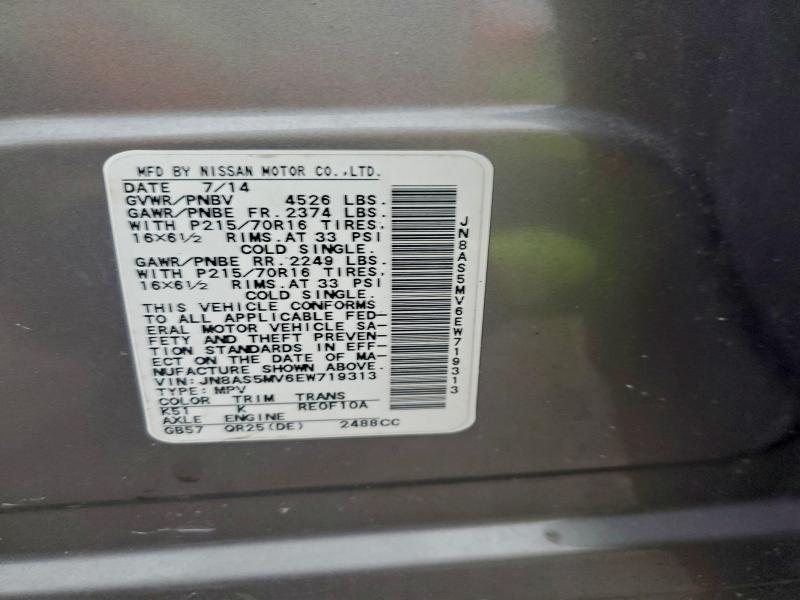 MFD BY NISSAN MOTOR CO.,LTD.
DATE 7/14
GVWR/PNBV 4526 LBS.
GAWR/PNBE FR. 2374 LBS.
WITH P215/70R16 TIRES.
16×6½ RIMS. AT 33 PSI
COLD SINGLE.
GAWR/PNBE RR. 2249 LBS.
WITH P215/70R16 TIRES.
16×6½ RIMS. AT 33 PSI
COLD SINGLE.
THIS VEHICLE CONFORMS
TO ALL APPLICABLE FED-
ERAL MOTOR VEHICLE SA-
FETY AND THEFT PREVEN-
TION STANDARDS IN EFF-
ECT ON THE DATE OF MA-
NUFACTURE SHOWN ABOVE.
VIN: JN8AS5MV6EW719313
TYPE: MPV
COLOR TRIM TRANS
K51 K RE0F10A
AXLE ENGINE
GB57 QR25(DE) 2488CC
JN8AS5MV6EW719313